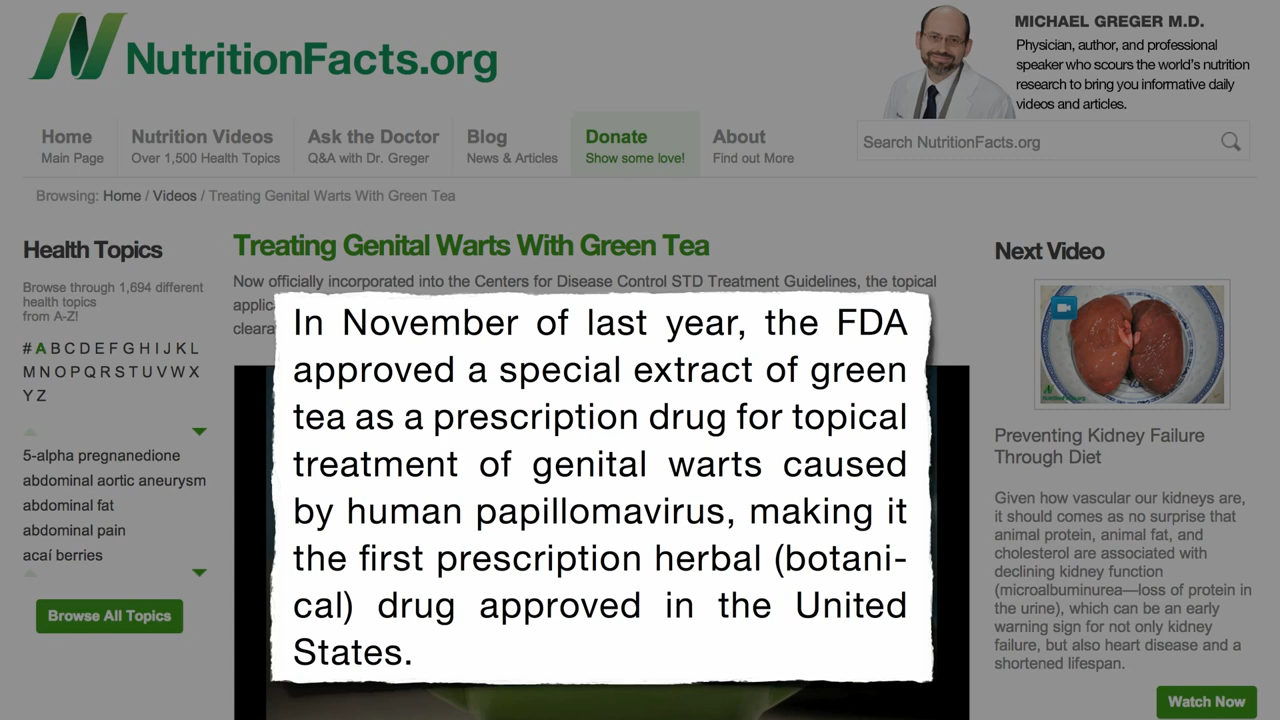 NutritionFacts.org
MICHAEL GREGER M.D.
Physician, author, and professional
speaker who scours the world's nutrition
research to bring you informative daily
videos and articles.
Home
Main Page
Nutrition Videos
Over 1,500 Health Topics
Ask the Doctor
Q&A with Dr. Greger
Blog
News & Articles
Donate
Show some love!
About
Find out More
Search NutritionFacts.org
Browsing: Home / Videos / Treating Genital Warts With Green Tea
Health Topics
Browse through 1,694 different
health topics
from A-Z!
# A B C D E F G H I J K L
M N O P Q R S T U V W X
Y Z
5-alpha pregnanedione
abdominal aortic aneurysm
abdominal fat
abdominal pain
acaí berries
Browse All Topics
Treating Genital Warts With Green Tea
Now officially incorporated into the Centers for Disease Control STD Treatment Guidelines, the topical
In November of last year, the FDA
approved a special extract of green
tea as a prescription drug for topical
treatment of genital warts caused
by human papillomavirus, making it
the first prescription herbal (botani-
cal) drug approved in the United
States.
Next Video
Preventing Kidney Failure
Through Diet
Given how vascular our kidneys are,
it should comes as no surprise that
animal protein, animal fat, and
cholesterol are associated with
declining kidney function
(microalbuminurea—loss of protein in
the urine), which can be an early
warning sign for not only kidney
failure, but also heart disease and a
shortened lifespan.
Watch Now